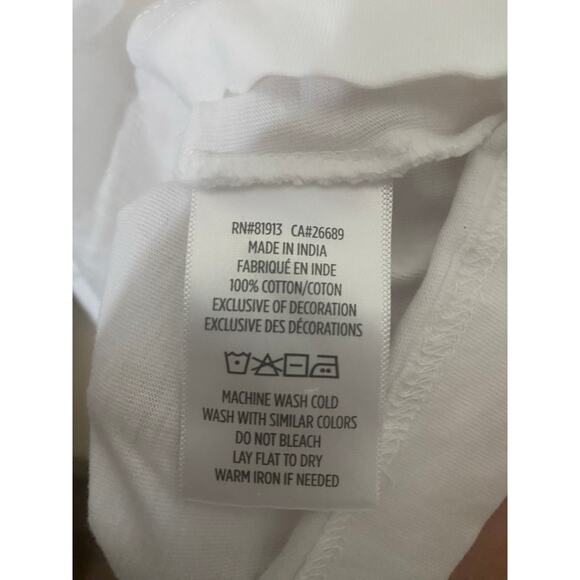 RN#81913 CA#26689
MADE IN INDIA
FABRIQUÉ EN INDE
100% COTTON/COTON
EXCLUSIVE OF DECORATION
EXCLUSIVE DES DÉCORATIONS
MACHINE WASH COLD
WASH WITH SIMILAR COLORS
DO NOT BLEACH
LAY FLAT TO DRY
WARM IRON IF NEEDED